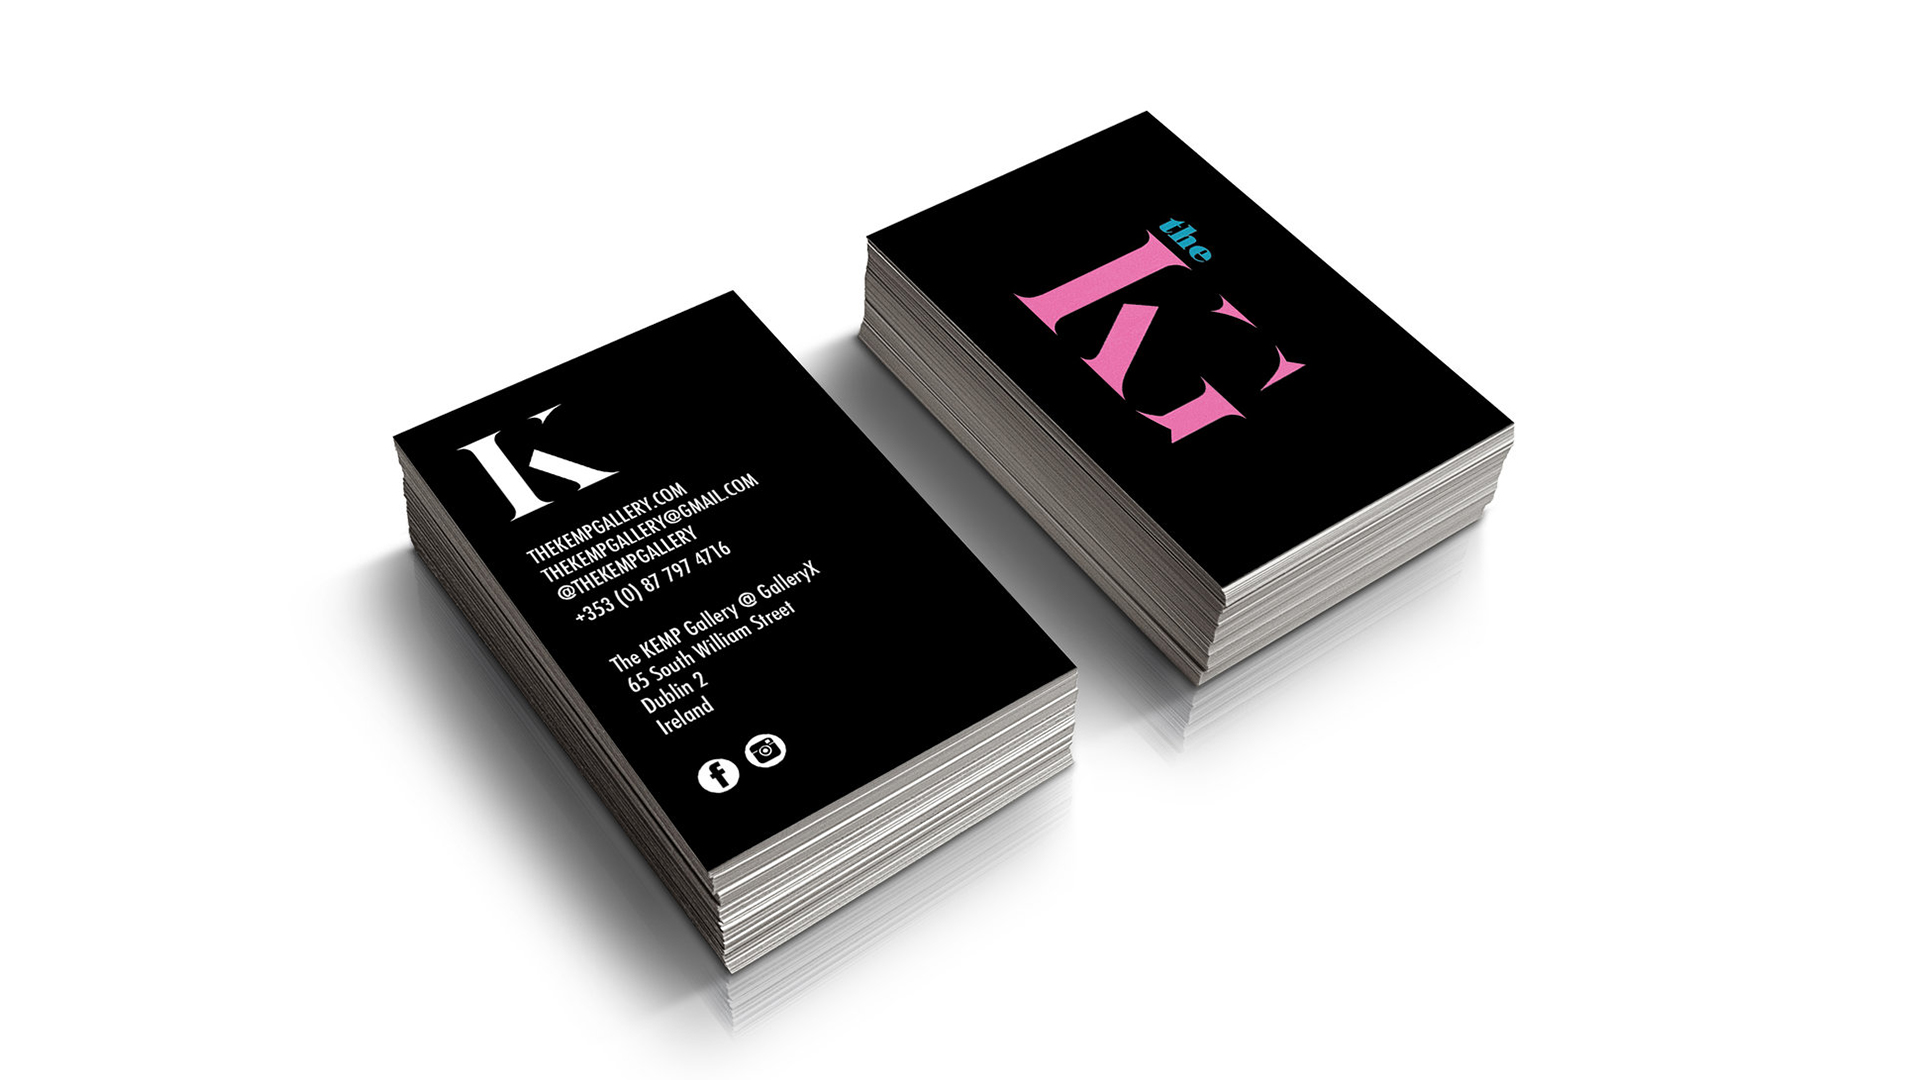 K
THEKEMPGALLERY.COM
THEKEMPGALLERY@GMAIL.COM
@THEKEMPGALLERY
+353 (0) 87 797 4716
The KEMP Gallery @ GalleryX
65 South William Street
Dublin 2
Ireland
f
the
KG